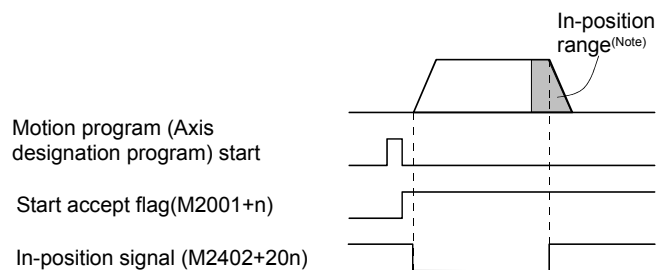 In-position
range(Note)
Motion program (Axis
designation program) start
Start accept flag(M2001+n)
In-position signal (M2402+20n)